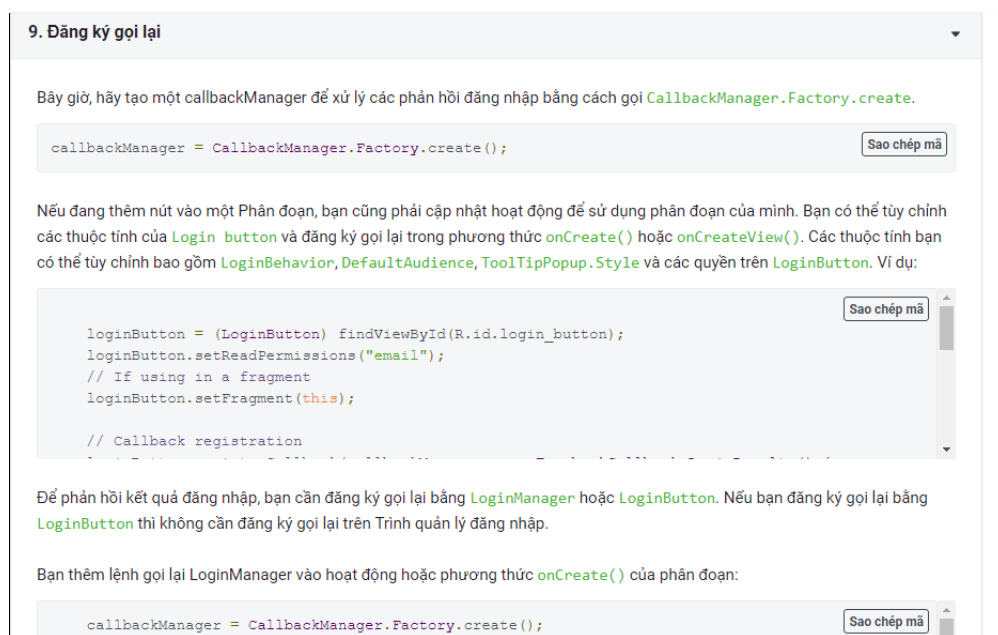 9. Đăng ký gọi lại
Bây giờ, hãy tạo một callbackManager để xử lý các phản hồi đăng nhập bằng cách gọi CallbackManager.Factory.create.
Sao chép mã
callbackManager = CallbackManager.Factory.create();
Nếu đang thêm nút vào một Phân đoạn, bạn cũng phải cập nhật hoạt động để sử dụng phân đoạn của mình. Bạn có thể tùy chỉnh
các thuộc tính của Login button và đăng ký gọi lại trong phương thức onCreate() hoặc onCreateView(). Các thuộc tính bạn
có thể tùy chỉnh bao gồm LoginBehavior, DefaultAudience, ToolTipPopup.Style và các quyền trên LoginButton. Ví dụ:
Sao chép mã
loginButton = (LoginButton) findViewById(R.id.login_button);
loginButton.setReadPermissions("email");
// If using in a fragment
loginButton.setFragment(this);
// Callback registration
Để phản hồi kết quả đăng nhập, bạn cần đăng ký gọi lại bằng LoginManager hoặc LoginButton. Nếu bạn đăng ký gọi lại bằng
LoginButton thì không cần đăng ký gọi lại trên Trình quản lý đăng nhập.
Bạn thêm lệnh gọi lại LoginManager vào hoạt động hoặc phương thức onCreate() của phân đoạn:
Sao chép mã
callbackManager = CallbackManager.Factory.create();